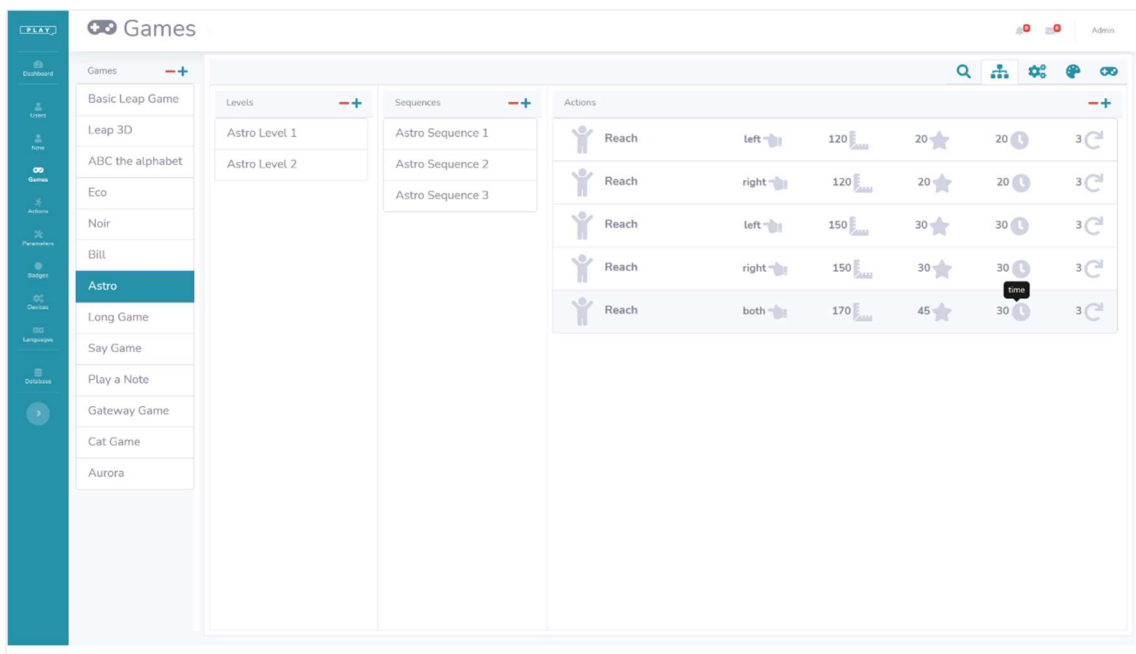 PLAY
Games
0
0
Admin
Dashboard
Users
New
Games
Actions
Parameters
Badges
Devices
Languages
Database
Games
Basic Leap Game
Leap 3D
ABC the alphabet
Eco
Noir
Bill
Astro
Long Game
Say Game
Play a Note
Gateway Game
Cat Game
Aurora
Levels
Astro Level 1
Astro Level 2
Sequences
Astro Sequence 1
Astro Sequence 2
Astro Sequence 3
Actions
Reach left 120 20 20 3
Reach right 120 20 20 3
Reach left 150 30 30 3
Reach right 150 30 30 3
time
Reach both 170 45 30 3